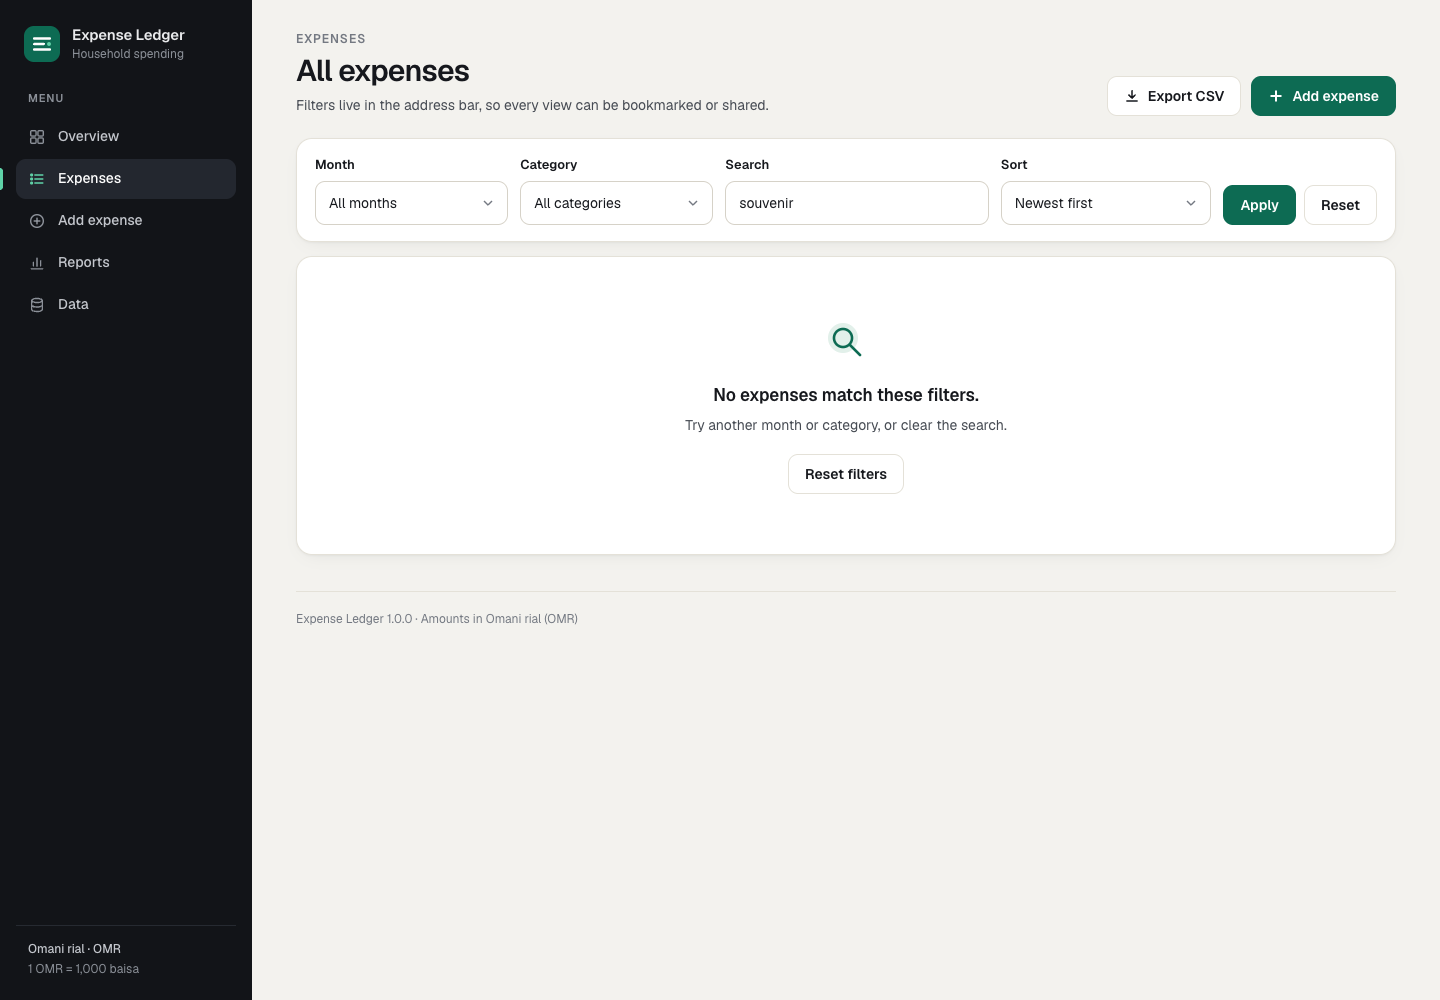 Expense Ledger
Household spending
MENU
Overview
Expenses
Add expense
Reports
Data
Omani rial · OMR
1 OMR = 1,000 baisa
EXPENSES
All expenses
Filters live in the address bar, so every view can be bookmarked or shared.
Export CSV
Add expense
Month
Category
Search
Sort
All months
All categories
souvenir
Newest first
Apply
Reset
No expenses match these filters.
Try another month or category, or clear the search.
Reset filters
Expense Ledger 1.0.0 · Amounts in Omani rial (OMR)